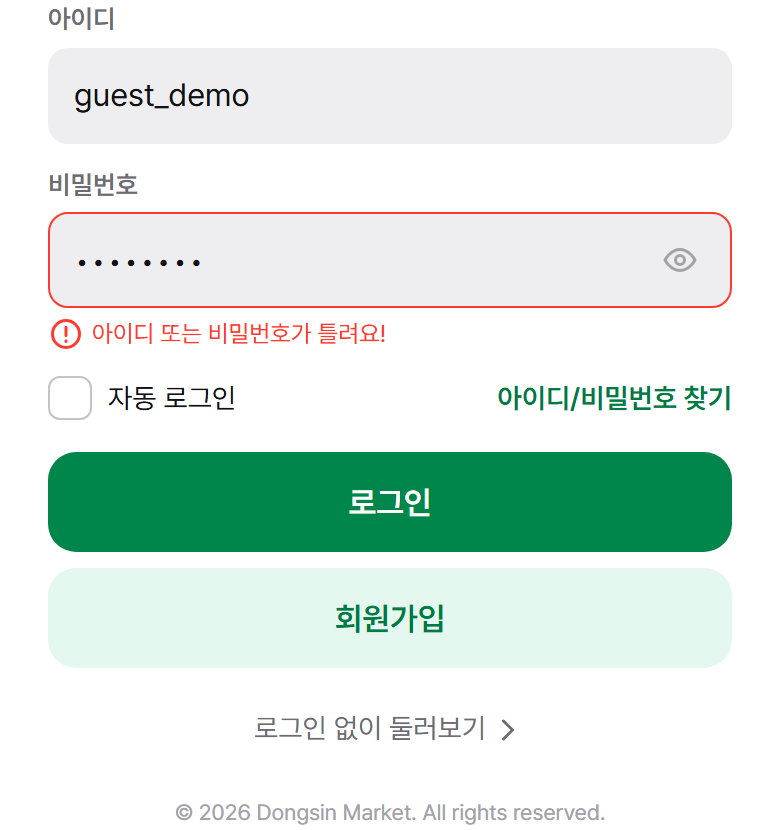 아이디
guest_demo
비밀번호
••••••••
아이디 또는 비밀번호가 틀려요!
자동 로그인
아이디/비밀번호 찾기
로그인
회원가입
로그인 없이 둘러보기
© 2026 Dongsin Market. All rights reserved.